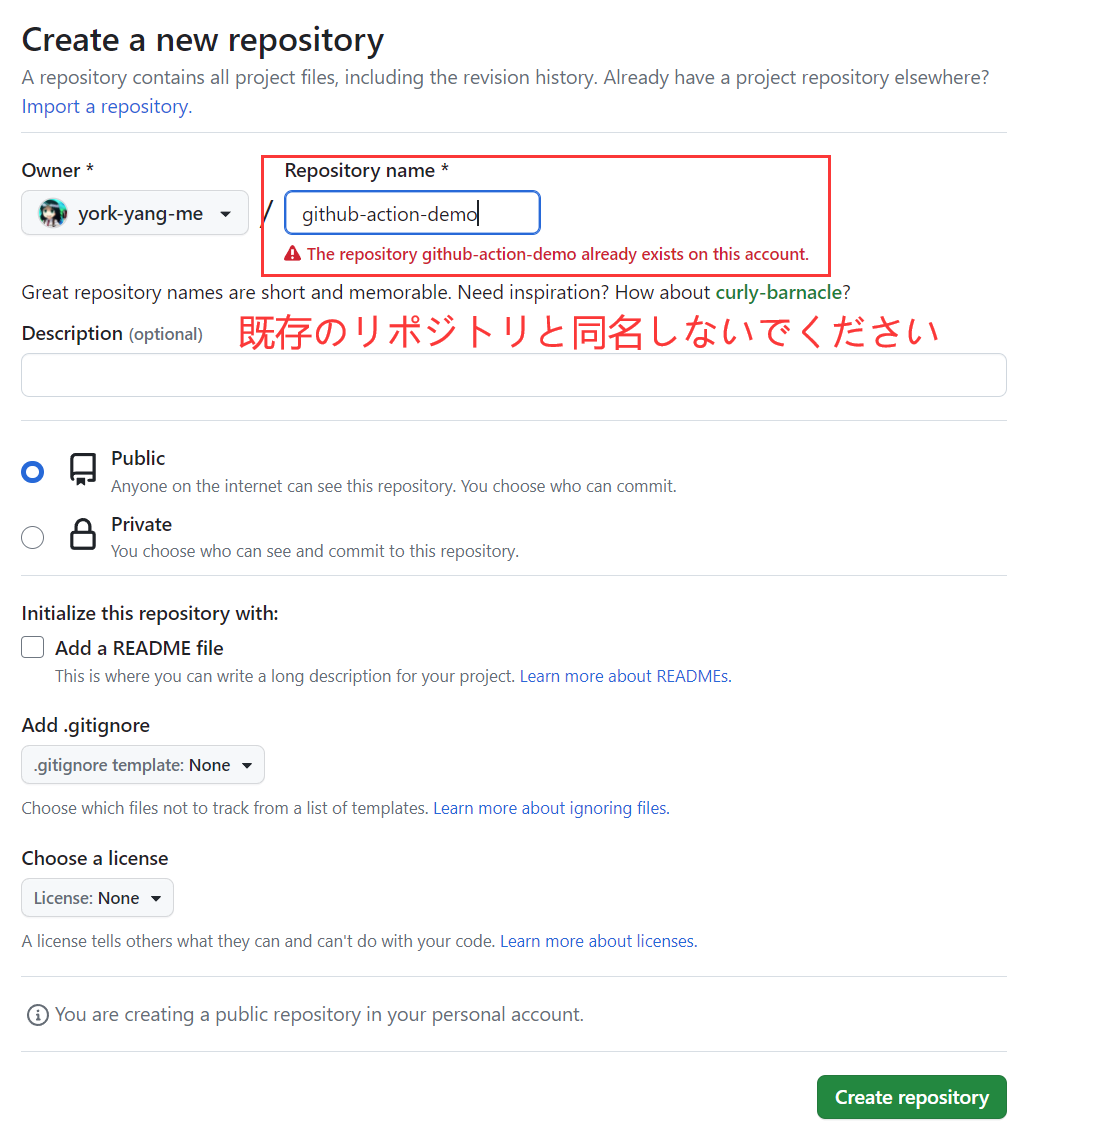 Create a new repository
A repository contains all project files, including the revision history. Already have a project repository elsewhere?
Import a repository.
Owner *
Repository name *
york-yang-me
/
github-action-demo
The repository github-action-demo already exists on this account.
Great repository names are short and memorable. Need inspiration? How about curly-barnacle?
Description (optional)
既存のリポジトリと同名しないでください
Public
Anyone on the internet can see this repository. You choose who can commit.
Private
You choose who can see and commit to this repository.
Initialize this repository with:
Add a README file
This is where you can write a long description for your project. Learn more about READMEs.
Add .gitignore
.gitignore template: None
Choose which files not to track from a list of templates. Learn more about ignoring files.
Choose a license
License: None
A license tells others what they can and can't do with your code. Learn more about licenses.
You are creating a public repository in your personal account.
Create repository